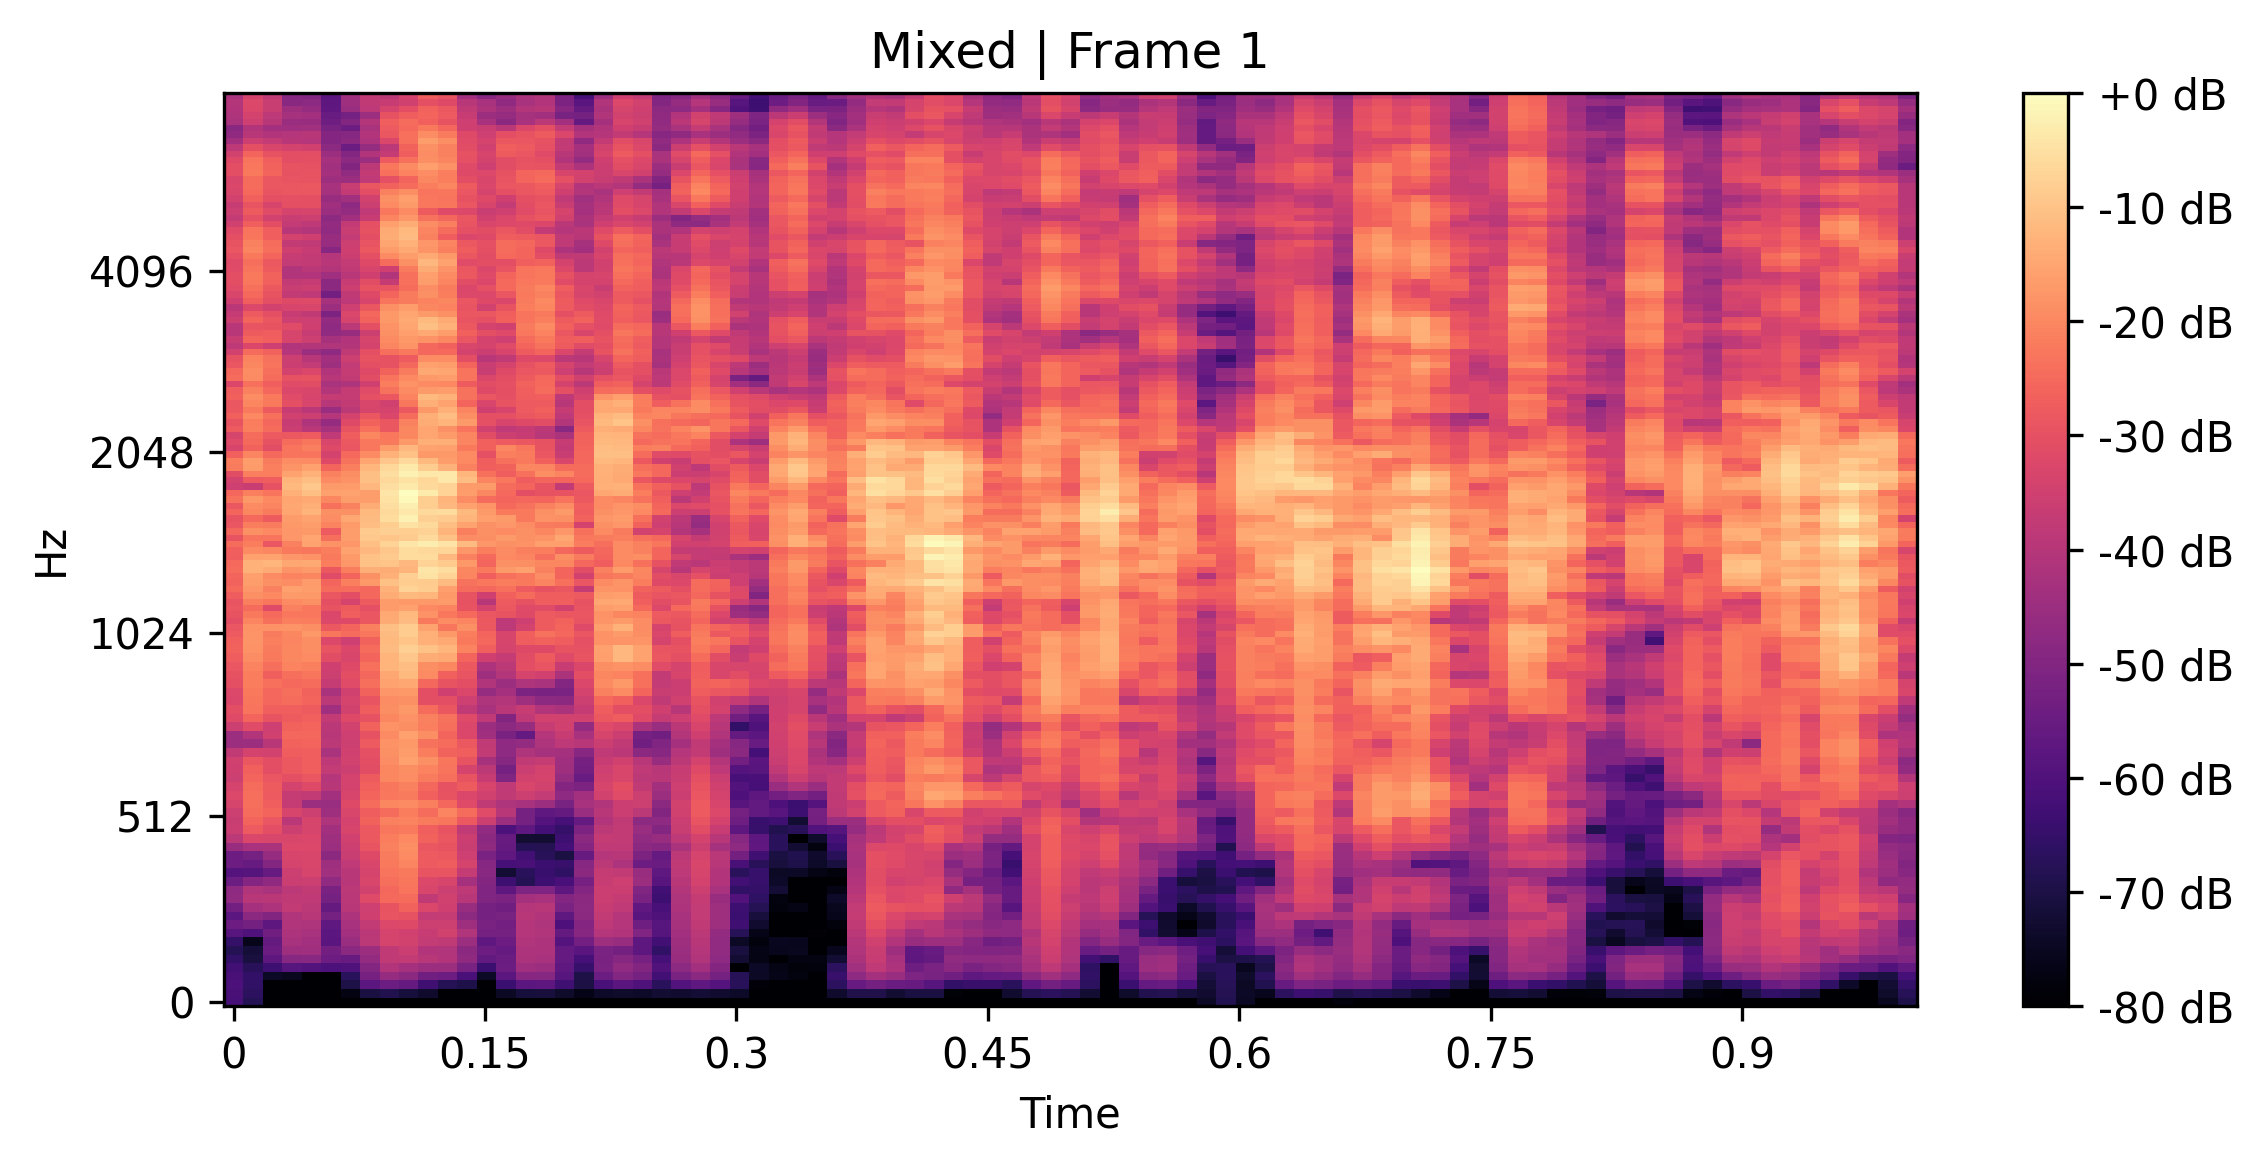 Mixed | Frame 1
+0 dB
-10 dB
-20 dB
-30 dB
-40 dB
-50 dB
-60 dB
-70 dB
-80 dB
Hz
4096
2048
1024
512
0
0
0.15
0.3
0.45
0.6
0.75
0.9
Time